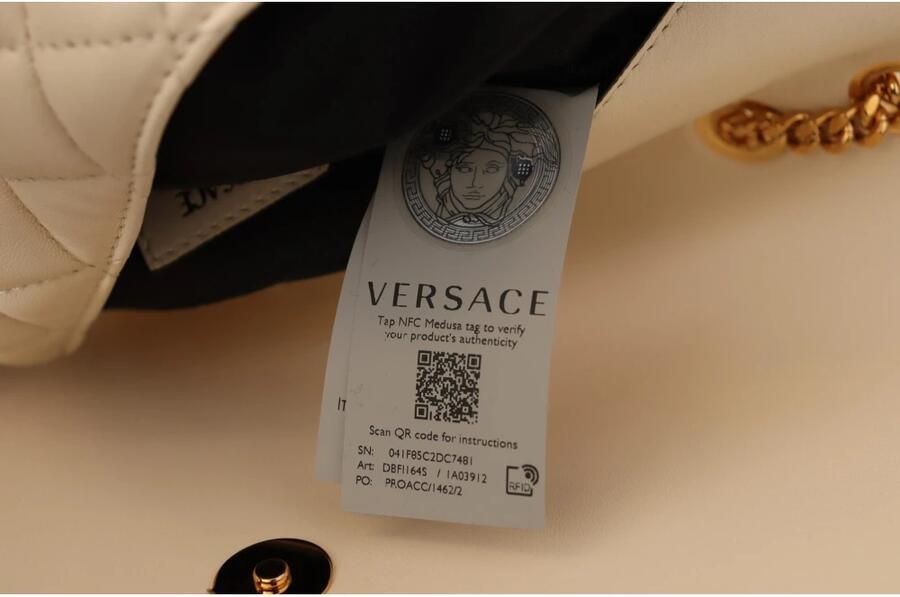 VERSACE
Tap NFC Medusa tag to verify
your product's authenticity
Scan QR code for instructions
SN: 041F85C2DC7481
Art: DBFI164S / 1A03912
PO: PROACC/1462/2
RFID
IT